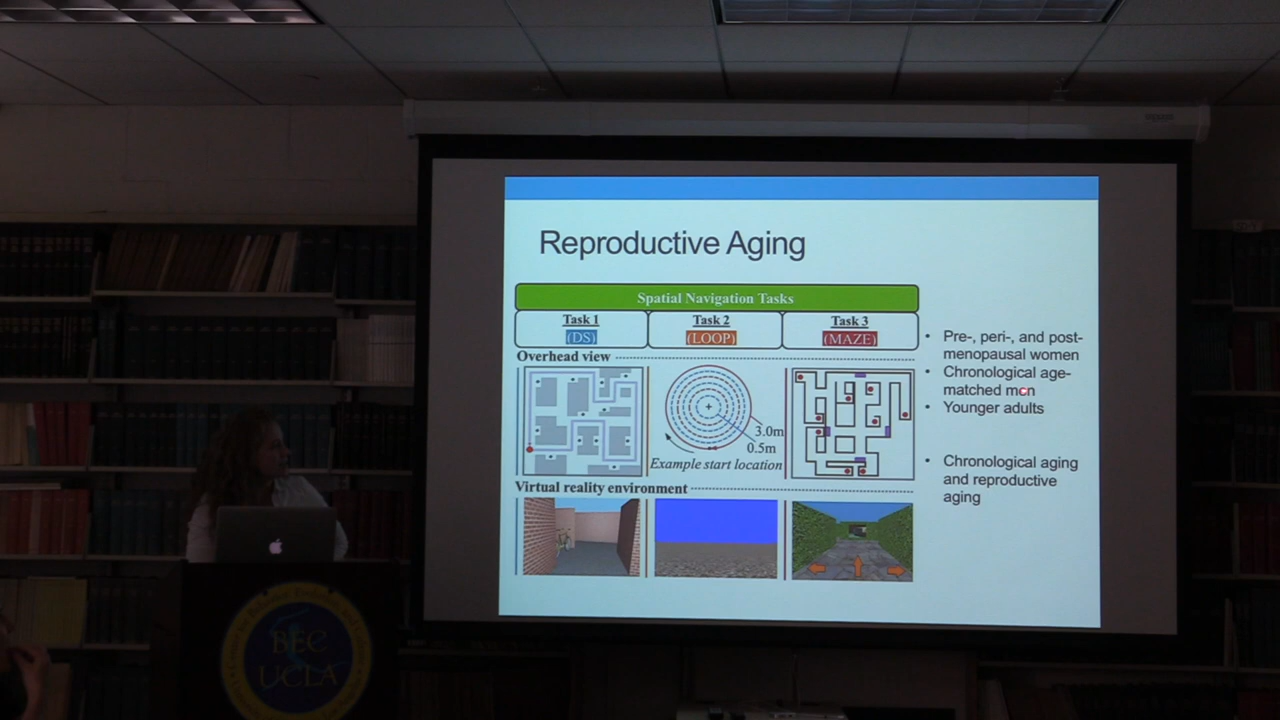 Reproductive Aging
Spatial Navigation Tasks
Task 1
(DS)
Task 2
(LOOP)
Task 3
(MAZE)
Overhead view
3.0m
0.5m
Example start location
Virtual reality environment
• Pre-, peri-, and post-
menopausal women
• Chronological age-
matched men
• Younger adults
• Chronological aging
and reproductive
aging
BEC
UCLA